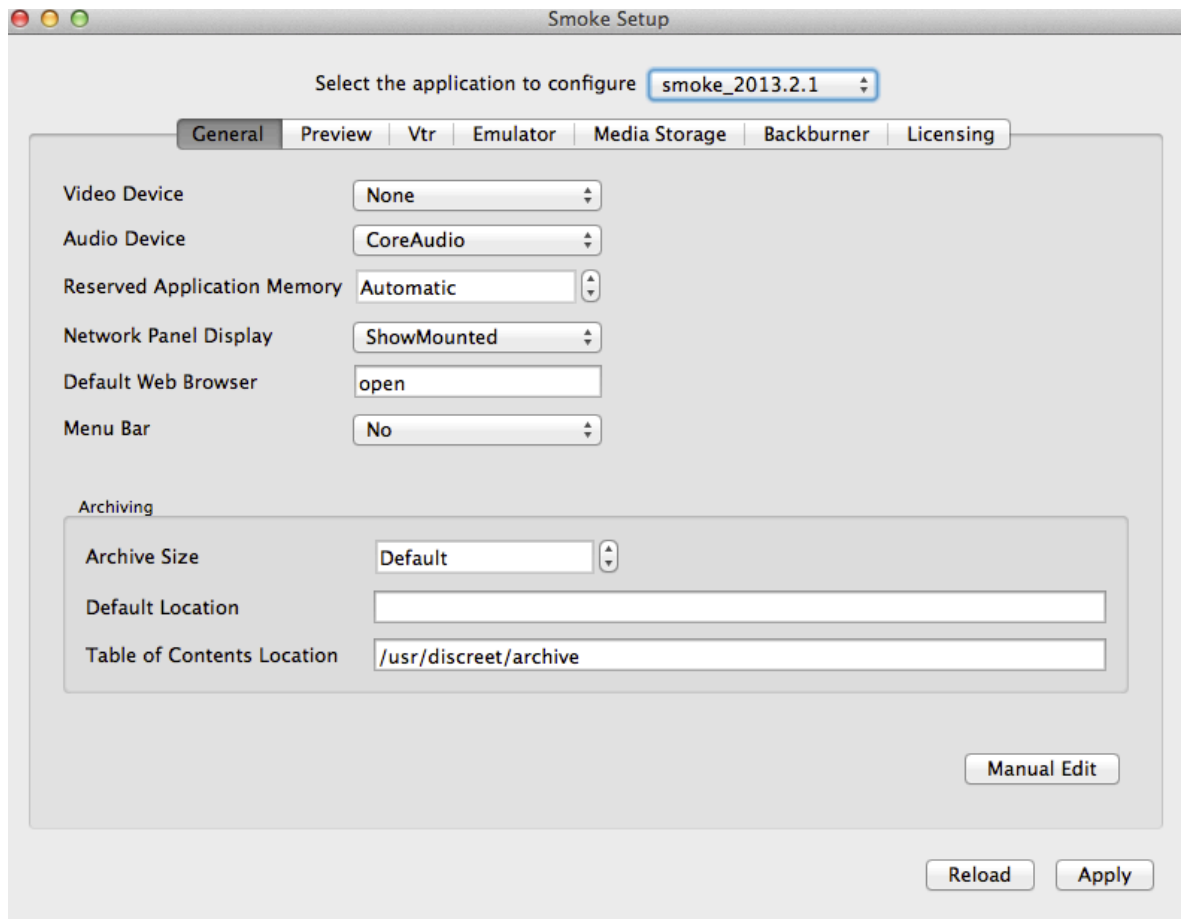 Smoke Setup
Select the application to configure smoke_2013.2.1
General Preview Vtr Emulator Media Storage Backburner Licensing
Video Device None
Audio Device CoreAudio
Reserved Application Memory Automatic
Network Panel Display ShowMounted
Default Web Browser open
Menu Bar No
Archiving
Archive Size Default
Default Location
Table of Contents Location /usr/discreet/archive
Manual Edit
Reload Apply